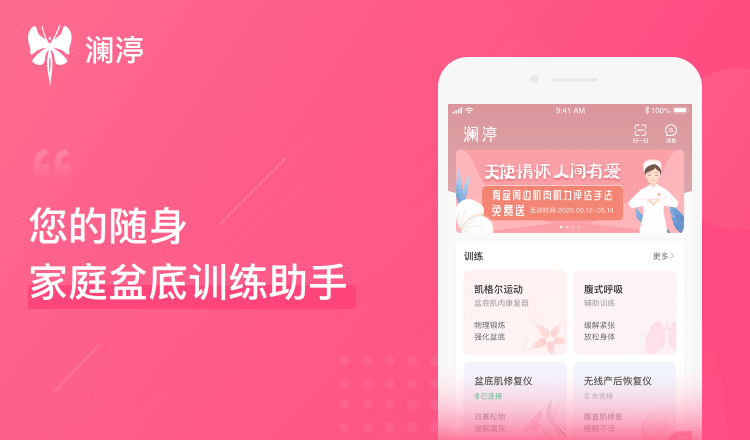 澜渟
您的随身
家庭盆底训练助手
9:41 AM
100%
澜渟
扫一扫
消息
天使情怀 人间有爱
骨盆周边肌肉肌力评估手法
免费送
活动时间:2020.05.12-05.14
训练
更多
凯格尔运动
盆底肌肉康复器
物理锻炼
强化盆底
腹式呼吸
辅助训练
缓解紧张
放松身体
盆底肌修复仪
已连接
改善松弛
缓解漏尿
无线产后恢复仪
未连接
腹直肌修复
缓解不适